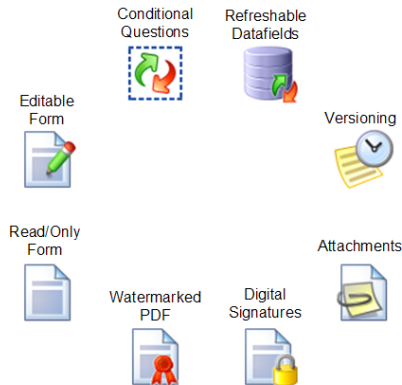 Conditional
Questions
Refreshable
Datafields
Editable
Form
Versioning
Read/Only
Form
Attachments
Watermarked
PDF
Digital
Signatures